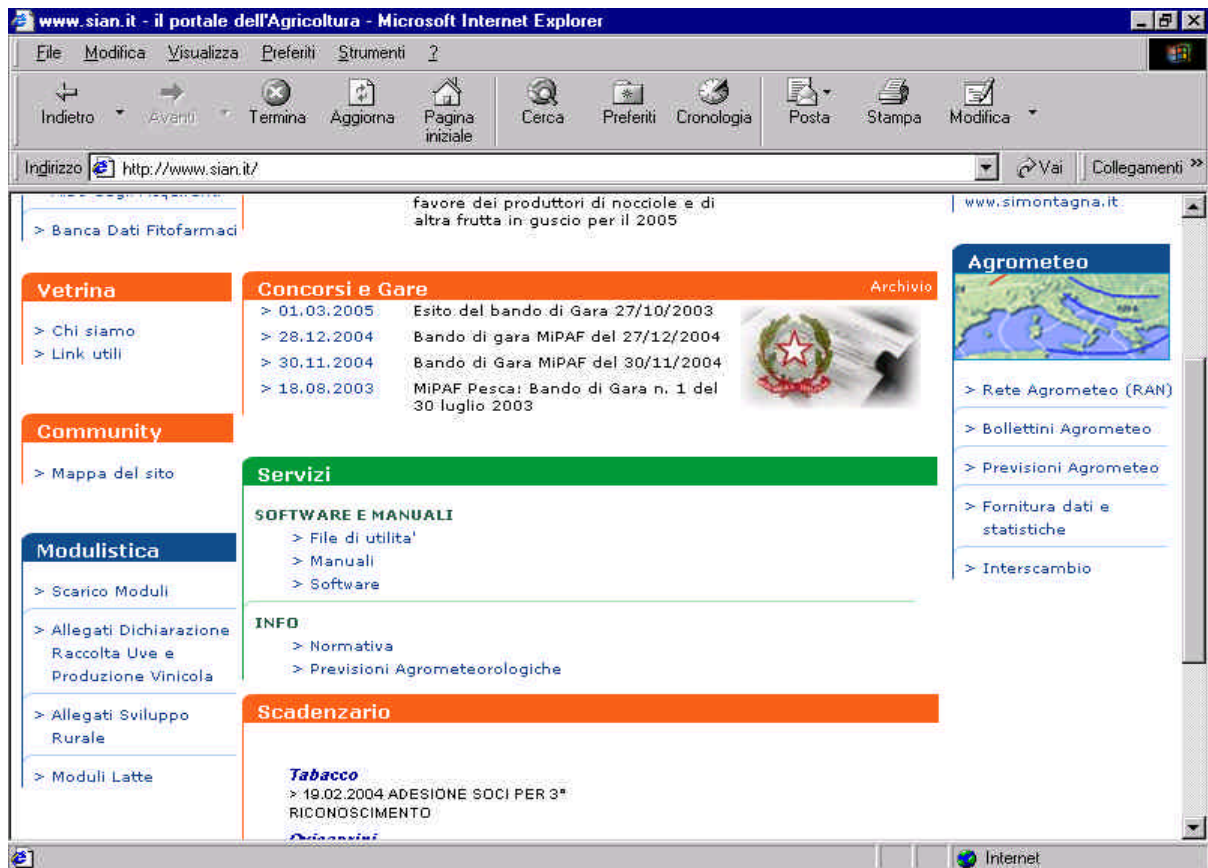 www.sian.it - il portale dell'Agricoltura - Microsoft Internet Explorer
File Modifica Visualizza Preferiti Strumenti ?
Indietro Avanti Termina Aggiorna Pagina iniziale Cerca Preferiti Cronologia Posta Stampa Modifica
Indirizzo http://www.sian.it/ Vai Collegamenti »
> Banca Dati Fitofarmaci
Vetrina
> Chi siamo
> Link utili
Community
> Mappa del sito
Modulistica
> Scarico Moduli
> Allegati Dichiarazione
Raccolta Uve e
Produzione Vinicola
> Allegati Sviluppo
Rurale
> Moduli Latte
favore dei produttori di nocciole e di
altra frutta in guscio per il 2005
Concorsi e Gare Archivio
> 01.03.2005 Esito del bando di Gara 27/10/2003
> 28.12.2004 Bando di gara MiPAF del 27/12/2004
> 30.11.2004 Bando di Gara MiPAF del 30/11/2004
> 18.08.2003 MiPAF Pesca: Bando di Gara n. 1 del
30 luglio 2003
Servizi
SOFTWARE E MANUALI
> File di utilita'
> Manuali
> Software
INFO
> Normativa
> Previsioni Agrometeorologiche
Scadenzario
Tabacco
> 19.02.2004 ADESIONE SOCI PER 3ª
RICONOSCIMENTO
www.simontagna.it
Agrometeo
> Rete Agrometeo (RAN)
> Bollettini Agrometeo
> Previsioni Agrometeo
> Fornitura dati e
statistiche
> Interscambio
Internet